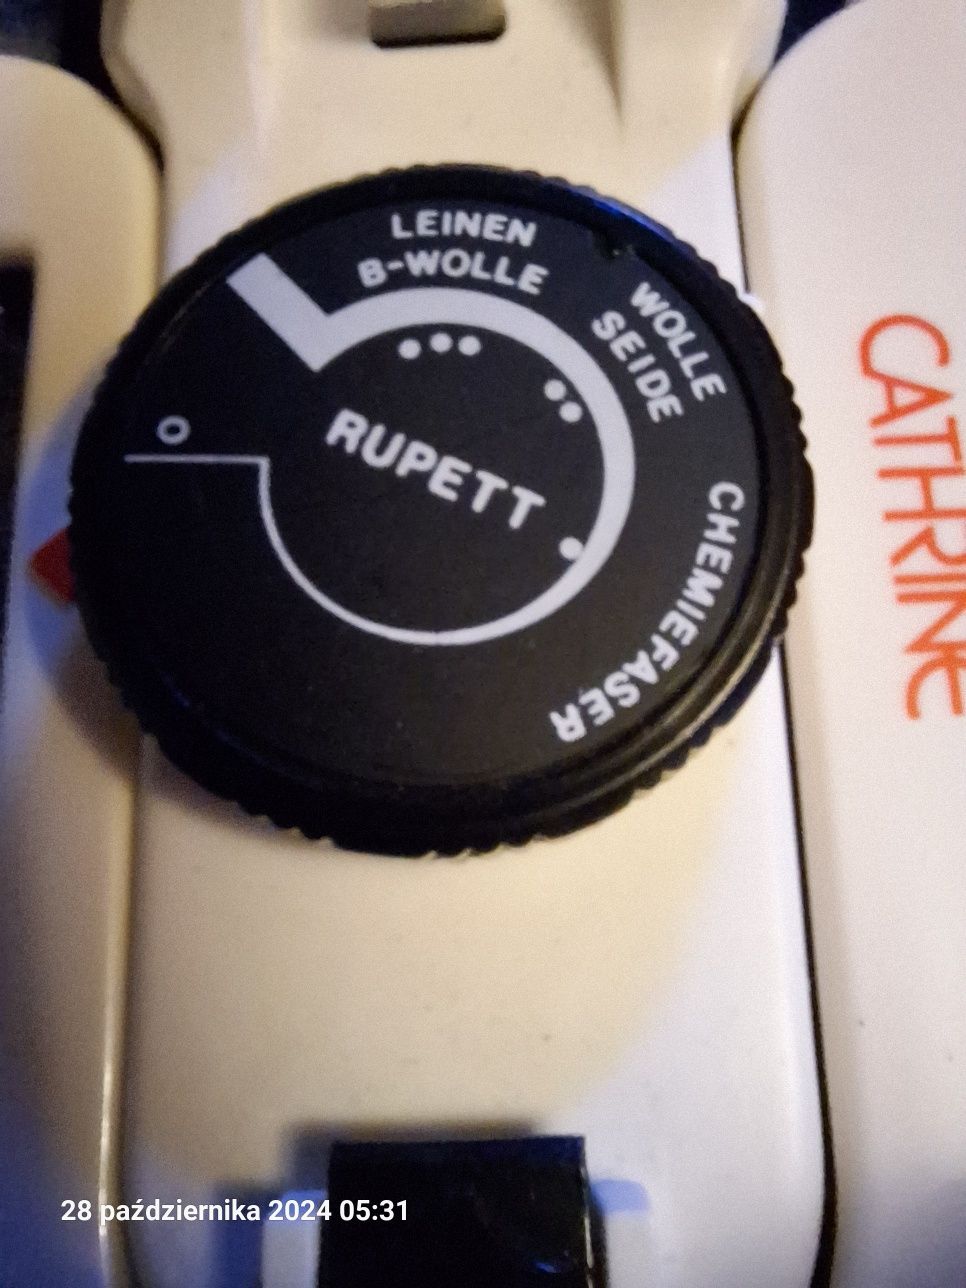 LEINEN
B-WOLLE
WOLLE
SEIDE
CHEMIEFASER
O
RUPETT
CATHRINE
28 października 2024 05:31